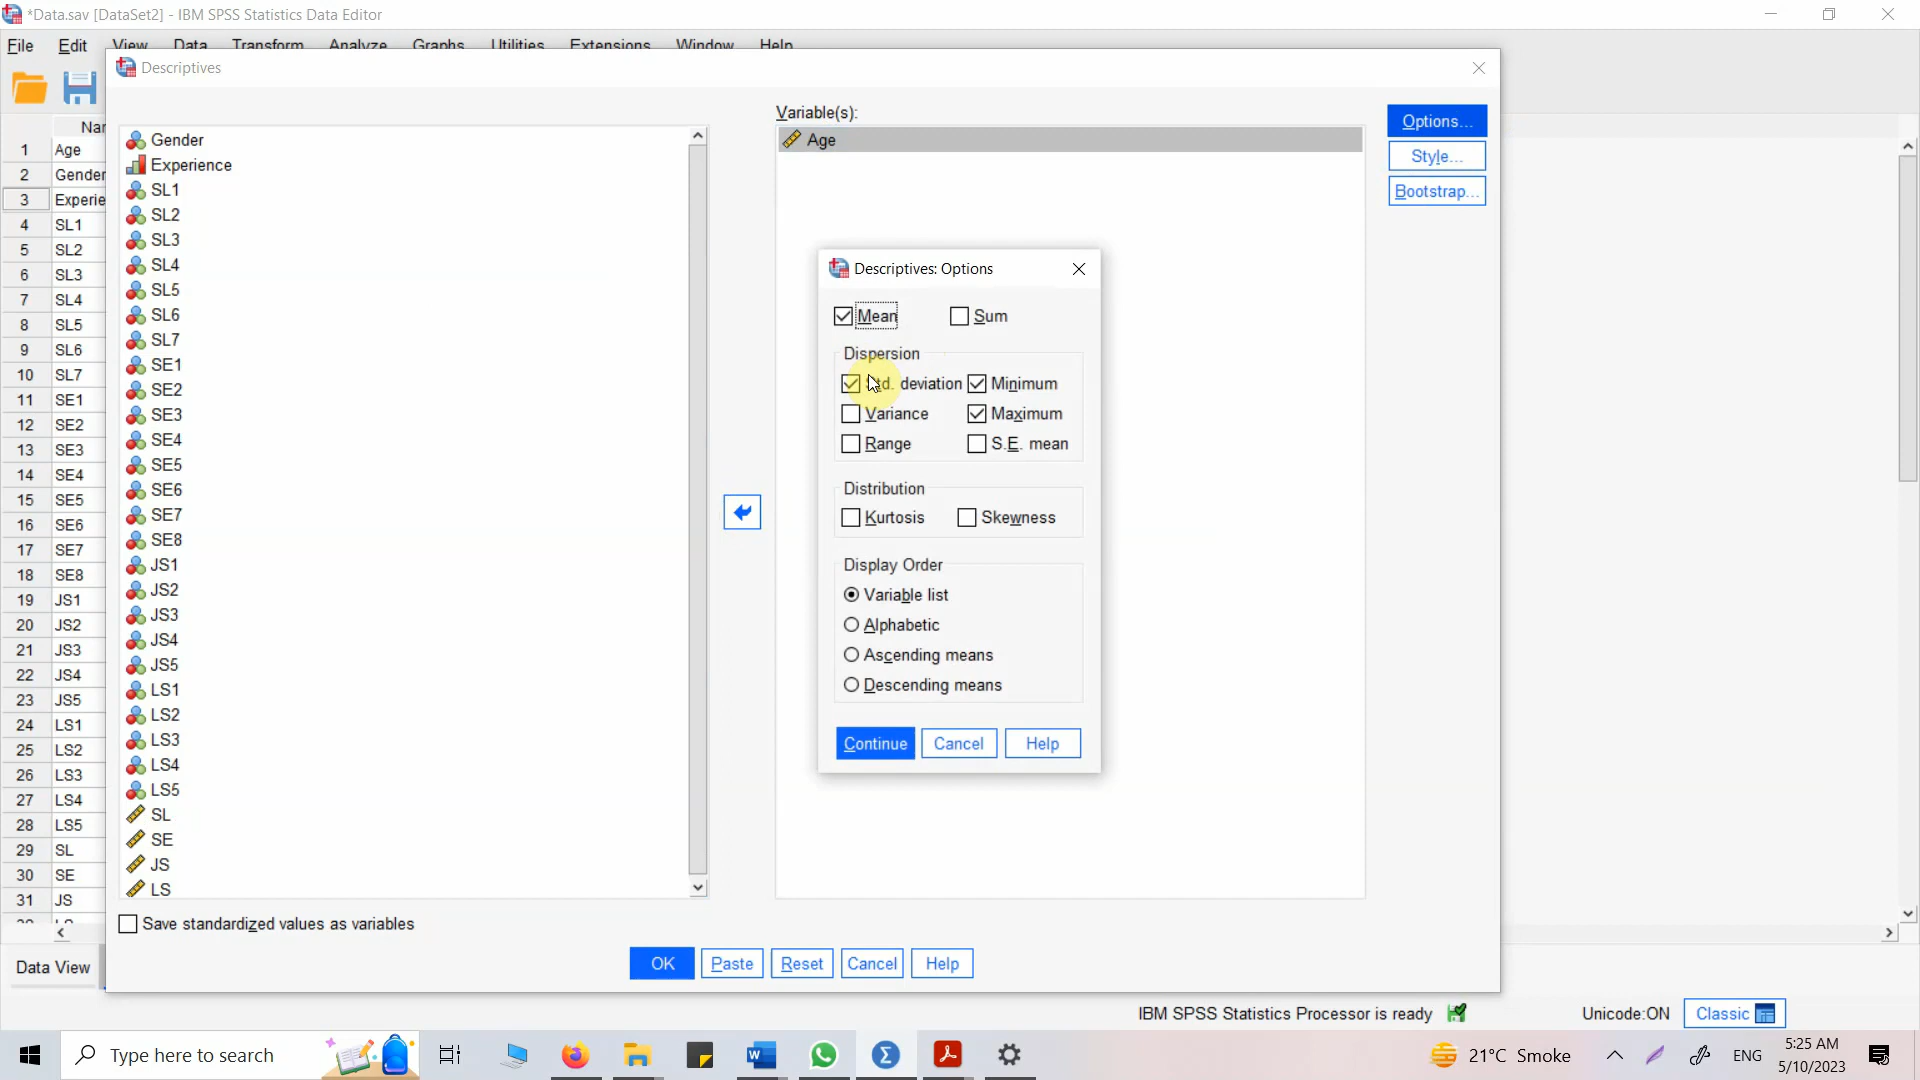 *Data.sav [DataSet2] - IBM SPSS Statistics Data Editor
File Edit View Data Transform Analyze Graphs Utilities Extensions Window Help
Descriptives
Variable(s):
Age
Options...
Style...
Bootstrap...
Gender
Experience
SL1
SL2
SL3
SL4
SL5
SL6
SL7
SE1
SE2
SE3
SE4
SE5
SE6
SE7
SE8
JS1
JS2
JS3
JS4
JS5
LS1
LS2
LS3
LS4
LS5
SL
SE
JS
LS
Nar
1 Age
2 Gender
3 Experie
4 SL1
5 SL2
6 SL3
7 SL4
8 SL5
9 SL6
10 SL7
11 SE1
12 SE2
13 SE3
14 SE4
15 SE5
16 SE6
17 SE7
18 SE8
19 JS1
20 JS2
21 JS3
22 JS4
23 JS5
24 LS1
25 LS2
26 LS3
27 LS4
28 LS5
29 SL
30 SE
31 JS
Descriptives: Options
Mean Sum
Dispersion
Std. deviation Minimum
Variance Maximum
Range S.E. mean
Distribution
Kurtosis Skewness
Display Order
Variable list
Alphabetic
Ascending means
Descending means
Continue Cancel Help
Save standardized values as variables
OK Paste Reset Cancel Help
Data View
IBM SPSS Statistics Processor is ready
Unicode:ON
Classic
Type here to search
21°C Smoke
ENG
5:25 AM
5/10/2023